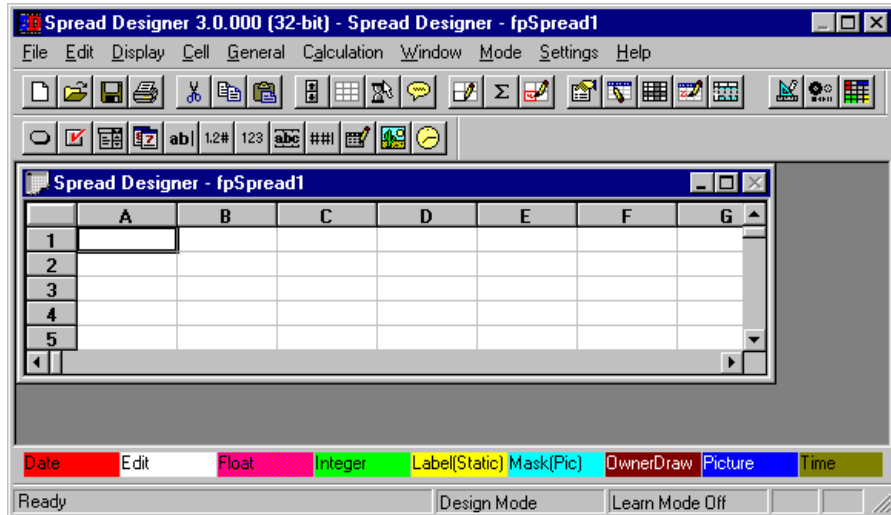 Spread Designer 3.0.000 (32-bit) - Spread Designer - fpSpread1
File Edit Display Cell General Calculation Window Mode Settings Help
ab| 1.2# 123 abc ##|
Spread Designer - fpSpread1
A B C D E F G
1
2
3
4
5
Date Edit Float Integer Label(Static) Mask(Pic) OwnerDraw Picture Time
Ready Design Mode Learn Mode Off